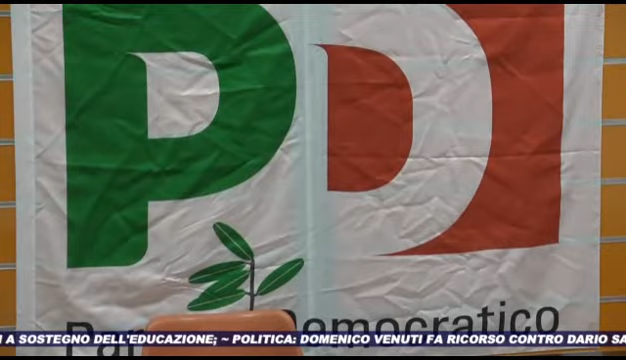 PD
Democratico
A SOSTEGNO DELL'EDUCAZIONE; ~ POLITICA: DOMENICO VENUTI FA RICORSO CONTRO DARIO